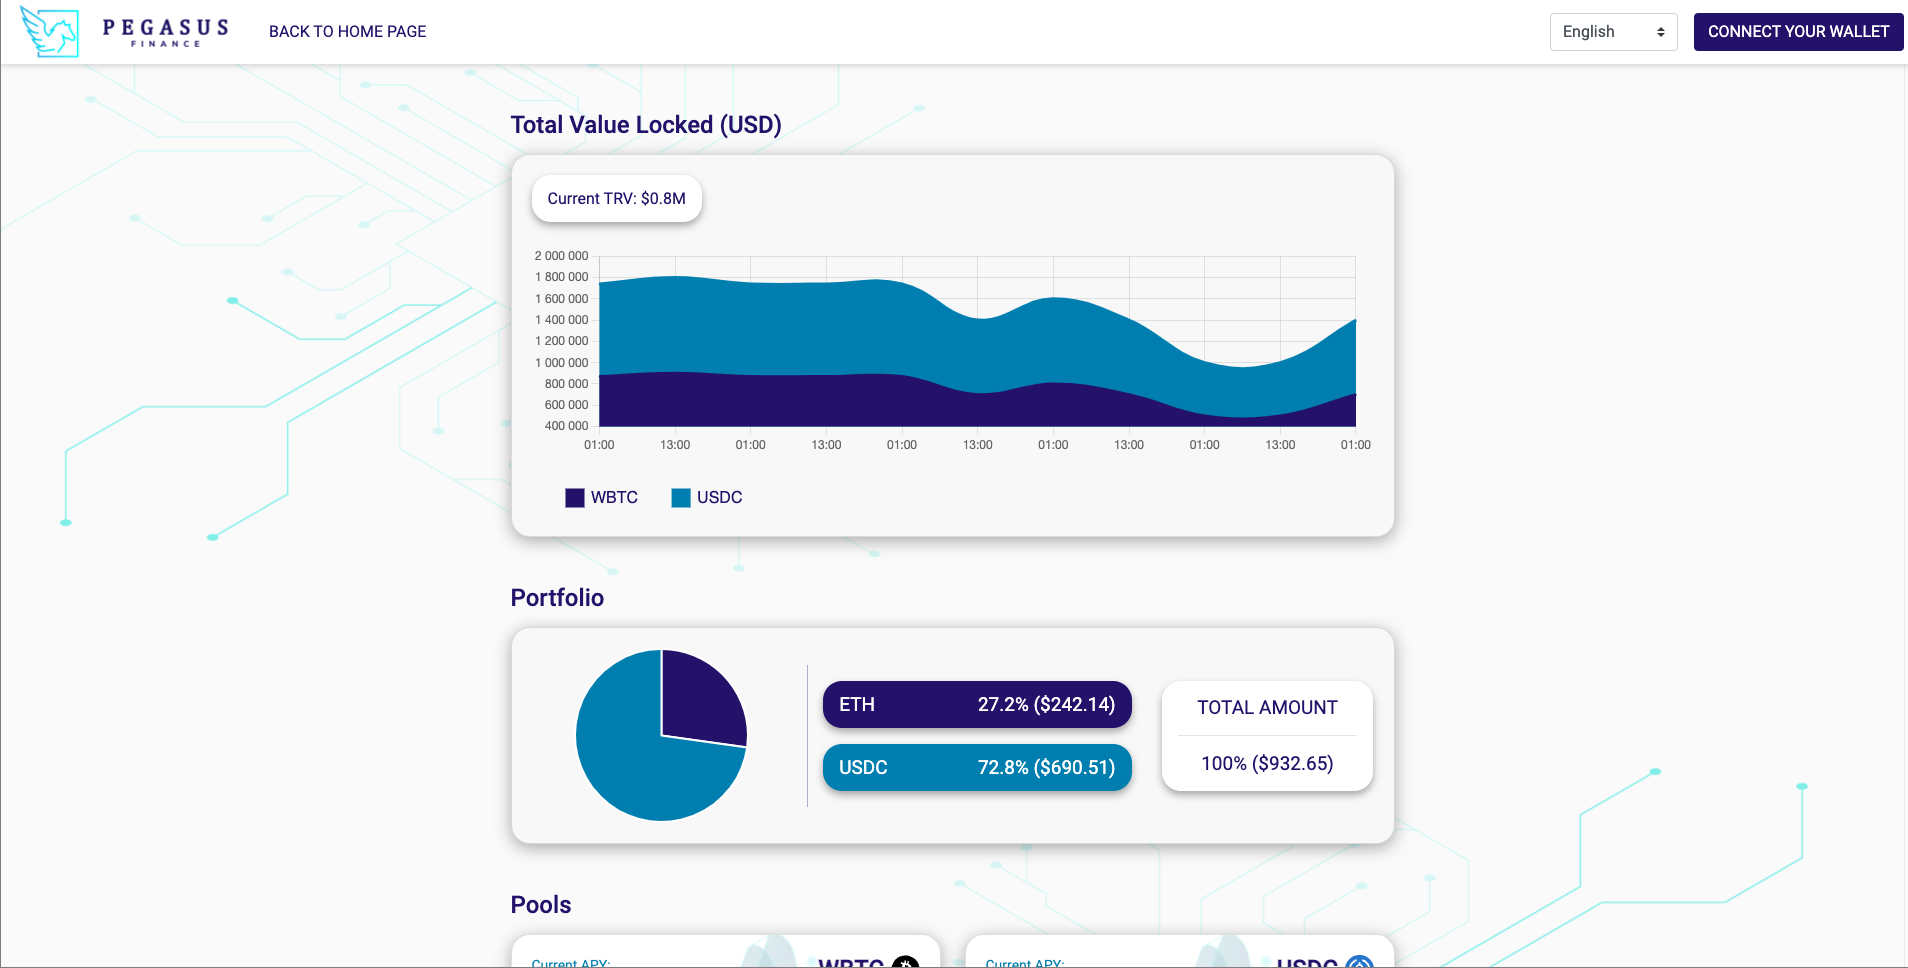 PEGASUS
FINANCE
BACK TO HOME PAGE
English
CONNECT YOUR WALLET
Total Value Locked (USD)
Current TRV: $0.8M
2 000 000
1 800 000
1 600 000
1 400 000
1 200 000
1 000 000
800 000
600 000
400 000
01:00 13:00 01:00 13:00 01:00 13:00 01:00 13:00 01:00 13:00 01:00
WBTC USDC
Portfolio
ETH 27.2% ($242.14)
USDC 72.8% ($690.51)
TOTAL AMOUNT
100% ($932.65)
Pools
Current APY: WBTC
Current APY: USDC